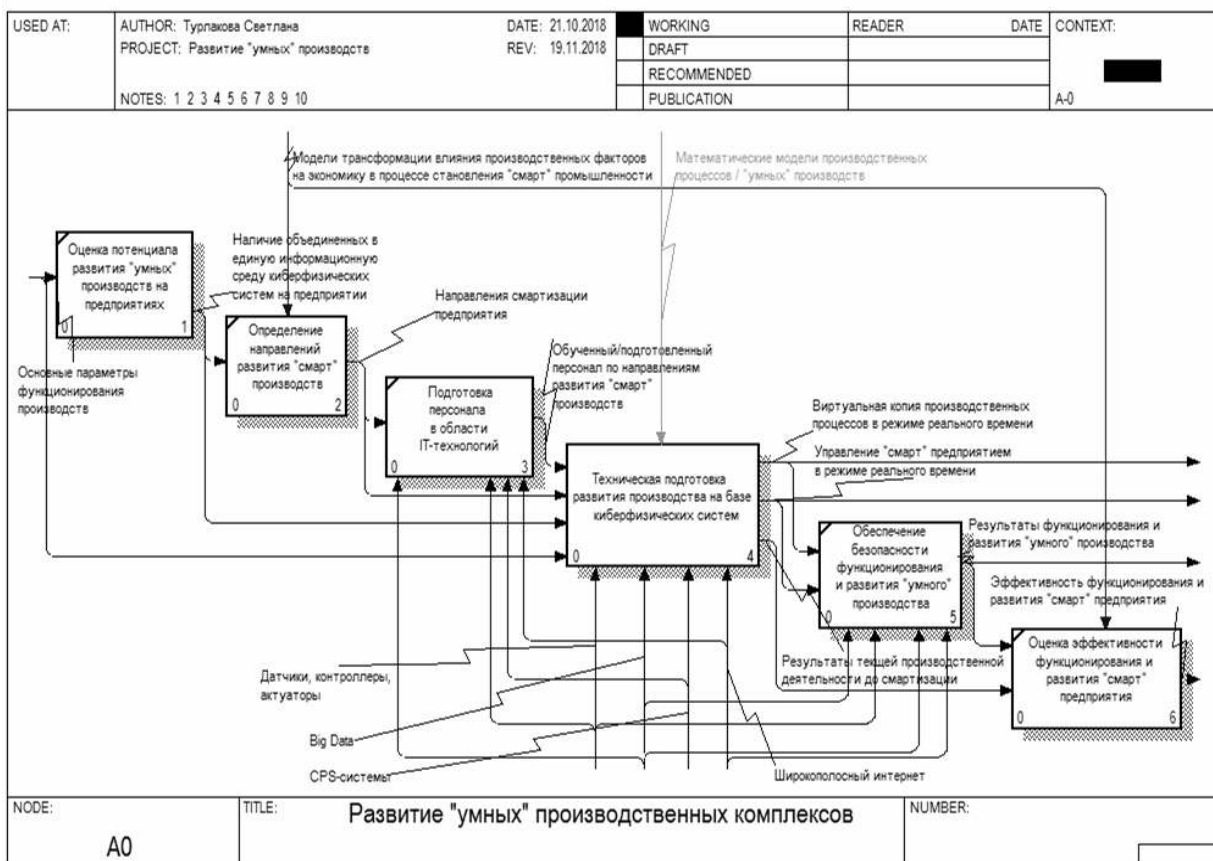 USED AT:
AUTHOR: Турлакова Светлана
DATE: 21.10.2018
PROJECT: Развитие "умных" производств
REV: 19.11.2018
NOTES: 1 2 3 4 5 6 7 8 9 10
WORKING
DRAFT
RECOMMENDED
PUBLICATION
READER
DATE
CONTEXT:
A-0
Модели трансформации влияния производственных факторов
на экономику в процессе становления "смарт" промышленности
Математические модели производственных
процессов / "умных" производств
Оценка потенциала
развития "умных"
производств на
предприятиях
0
1
Наличие объединенных в
единую информационную
среду киберфизических
систем на предприятии
Основные параметры
функционирования
производств
Определение
направлений
развития "смарт"
производств
0
2
Направления смартизации
предприятия
Подготовка
персонала
в области
IT-технологий
0
3
Обученный/подготовленный
персонал по направлениям
развития "смарт"
производств
Техническая подготовка
развития производства на базе
киберфизических систем
0
4
Виртуальная копия производственных
процессов в режиме реального времени
Управление "смарт" предприятием
в режиме реального времени
Обеспечение
безопасности
функционирования
и развития "умного"
производства
0
5
Результаты функционирования и
развития "умного" производства
Эффективность функционирования и
развития "смарт" предприятия
Оценка эффективности
функционирования и
развития "смарт"
предприятия
0
6
Результаты текщей производственной
деятельности до смартизации
Датчики, контроллеры,
актуаторы
Big Data
CPS-системы
Широкополосный интернет
NODE:
A0
TITLE:
Развитие "умных" производственных комплексов
NUMBER: